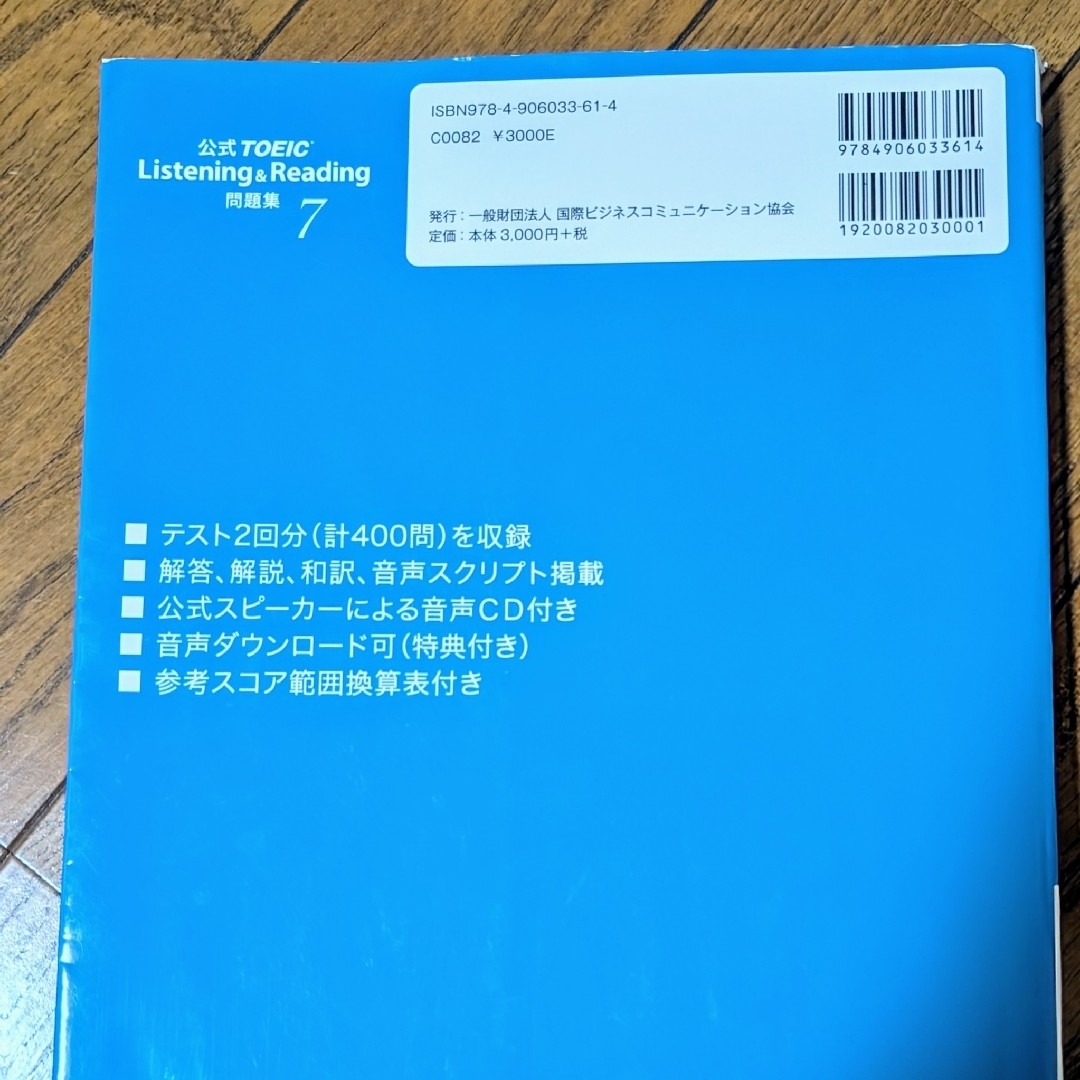 公式 TOEIC
Listening & Reading
問題集 7
ISBN978-4-906033-61-4
C0082 ¥3000E
発行:一般財団法人 国際ビジネスコミュニケーション協会
定価:本体3,000円+税
9784906033614
1920082030001
■ テスト2回分(計400問)を収録
■ 解答、解説、和訳、音声スクリプト掲載
■ 公式スピーカーによる音声CD付き
■ 音声ダウンロード可(特典付き)
■ 参考スコア範囲換算表付き